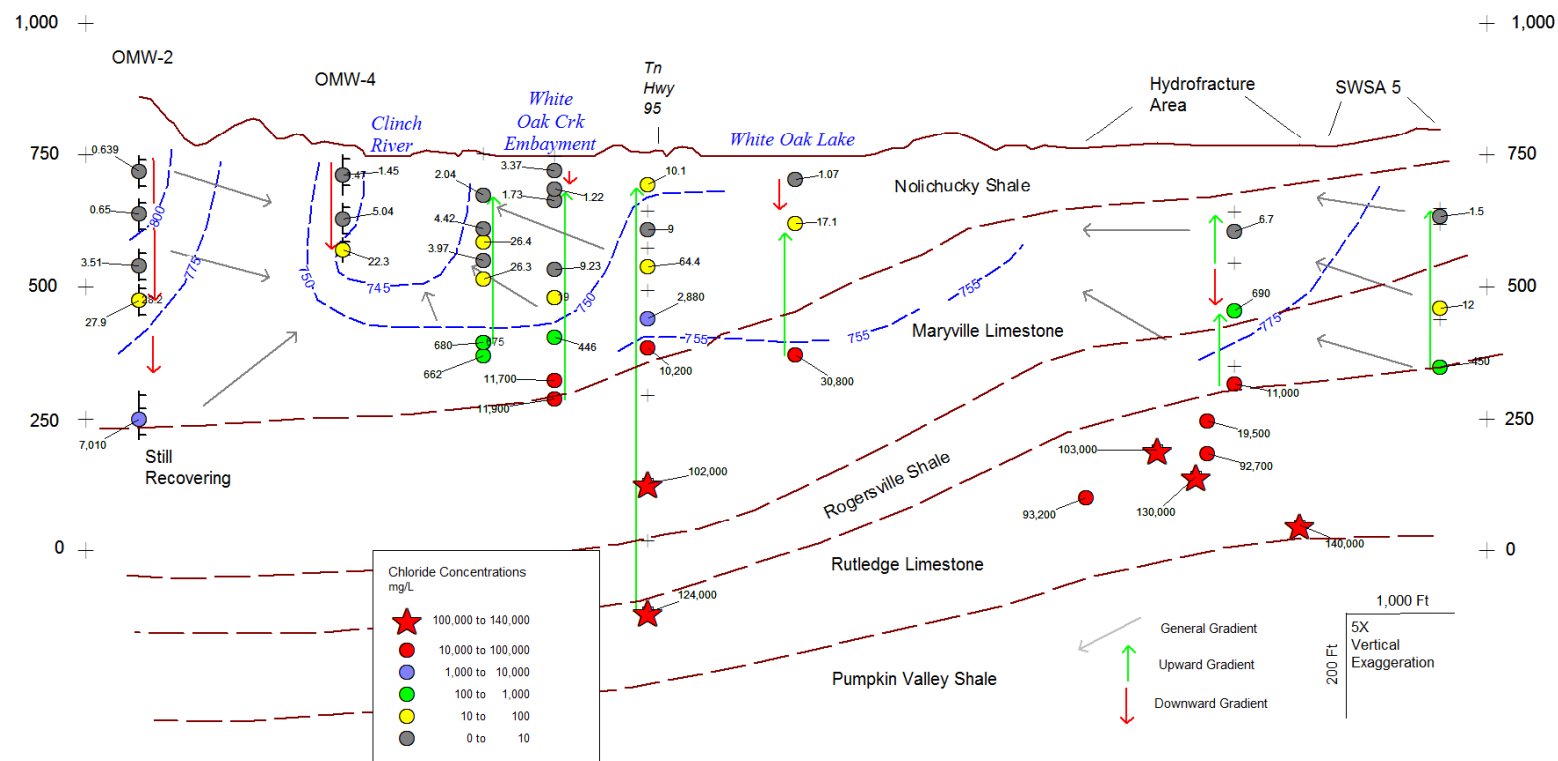 1,000
1,000
OMW-2
OMW-4
Tn
Hwy
95
White
Oak Crk
Embayment
Clinch
River
White Oak Lake
Hydrofracture
Area
SWSA 5
750
750
0.639
0.65
3.51
28.2
27.9
7,010
Still
Recovering
800
775
1.45
5.04
22.3
750
745
2.04
4.42
26.4
3.97
26.3
680
675
662
3.37
1.22
1.73
9.23
19
446
11,700
11,900
750
10.1
9
64.4
2,880
10,200
102,000
124,000
755
1.07
17.1
30,800
755
755
Nolichucky Shale
Maryville Limestone
Rogersville Shale
Rutledge Limestone
Pumpkin Valley Shale
6.7
690
11,000
775
1.5
12
450
19,500
92,700
103,000
130,000
93,200
140,000
500
500
250
250
0
0
Chloride Concentrations
mg/L
100,000 to 140,000
10,000 to 100,000
1,000 to 10,000
100 to 1,000
10 to 100
0 to 10
General Gradient
Upward Gradient
Downward Gradient
1,000 Ft
200 Ft
5X
Vertical
Exaggeration